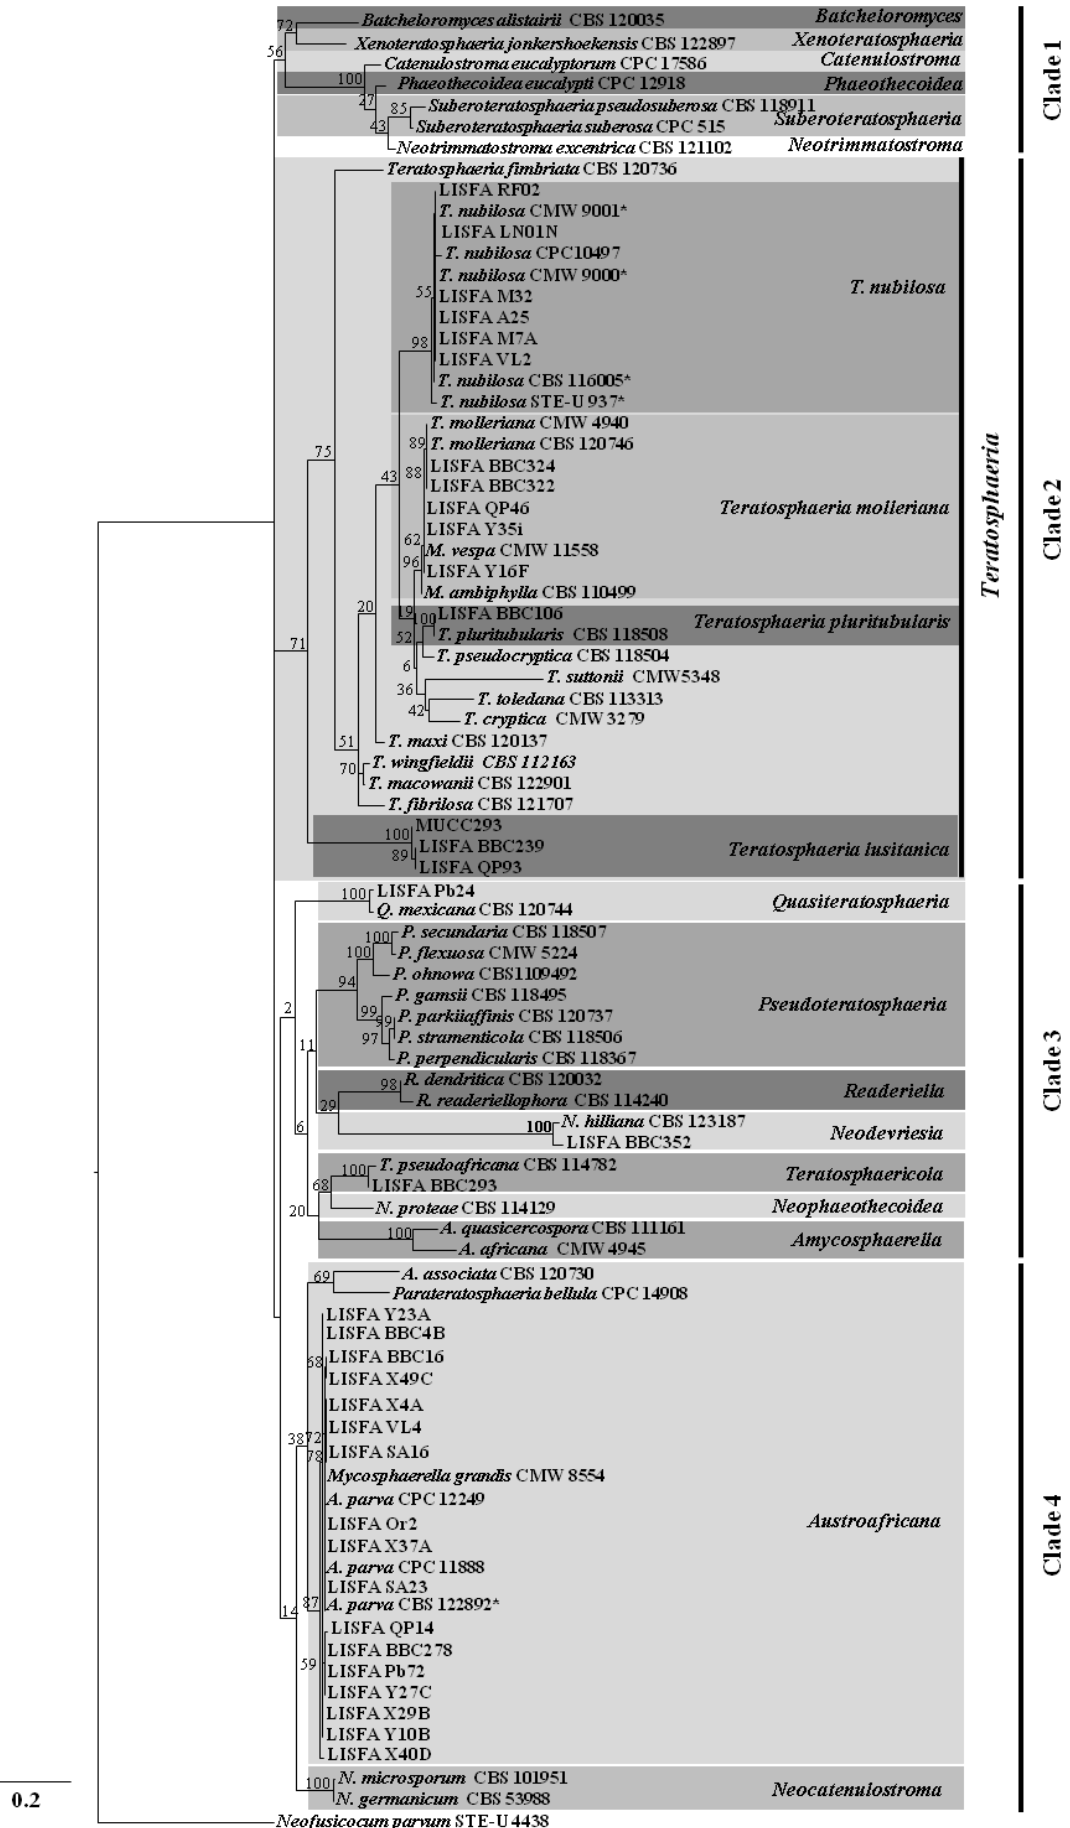 72 Batcheloromyces alistairii CBS 120035 Batcheloromyces
56 Xenoteratosphaeria jonkershoekensis CBS 122897 Xenoteratosphaeria
Catenulostroma eucalyptorum CPC 17586 Catenulostroma
100 Phaeothecoidea eucalypti CPC 12918 Phaeothecoidea
27 85 Suberoteratosphaeria pseudosuberosa CBS 118911
Suberoteratosphaeria
43 Suberoteratosphaeria suberosa CPC 515
Neotrimmatostroma excentrica CBS 121102 Neotrimmatostroma
Clade 1
Teratosphaeria fimbriata CBS 120736
LISFA RF02
T. nubilosa CMW 9001*
LISFA LN01N
T. nubilosa CPC10497
T. nubilosa CMW 9000*
T. nubilosa
55 LISFA M32
LISFA A25
98 LISFA M7A
LISFA VL2
T. nubilosa CBS 116005*
T. nubilosa STE-U 937*
T. molleriana CMW 4940
89 T. molleriana CBS 120746
75
88 LISFA BBC324
43 LISFA BBC322
LISFA QP46 Teratosphaeria molleriana
LISFA Y35i
62 M. vespa CMW 11558
96 LISFA Y16F
M. ambiphylla CBS 110499
20 19 100 LISFA BBC106 Teratosphaeria pluritubularis
52 T. pluritubularis CBS 118508
71
T. pseudocryptica CBS 118504
6 T. suttonii CMW5348
36 T. toledana CBS 113313
42 T. cryptica CMW 3279
51 T. maxi CBS 120137
70 T. wingfieldii CBS 112163
T. macowanii CBS 122901
T. fibrilosa CBS 121707
MUCC293
100 LISFA BBC239 Teratosphaeria lusitanica
89 LISFA QP93
Teratosphaeria
Clade 2
100 LISFA Pb24
Quasiteratosphaeria
Q. mexicana CBS 120744
100 P. secundaria CBS 118507
100 P. flexuosa CMW 5224
94 P. ohnowa CBS1109492
P. gamsii CBS 118495
Pseudoteratosphaeria
2 99 99 P. parkiiaffinis CBS 120737
97 P. stramenticola CBS 118506
11 P. perpendicularis CBS 118367
98 R. dendritica CBS 120032 Readeriella
29 R. readeriellophora CBS 114240
6 100 N. hilliana CBS 123187
Neodevriesia
LISFA BBC352
100 T. pseudoafricana CBS 114782
Teratosphaericola
68 LISFA BBC293
20 N. proteae CBS 114129 Neophaeothecoidea
100 A. quasicercospora CBS 111161
Amycosphaerella
A. africana CMW 4945
Clade 3
69 A. associata CBS 120730
Parateratosphaeria bellula CPC 14908
LISFA Y23A
LISFA BBC4B
68 LISFA BBC16
LISFA X49C
LISFA X4A
38 72 LISFA VL4
78 LISFA SA16
Mycosphaerella grandis CMW 8554
A. parva CPC 12249
LISFA Or2 Austroafricana
LISFA X37A
A. parva CPC 11888
LISFA SA23
14 87 A. parva CBS 122892*
LISFA QP14
LISFA BBC278
59 LISFA Pb72
LISFA Y27C
LISFA X29B
LISFA Y10B
LISFA X40D
100 N. microsporum CBS 101951
Neocatenulostroma
N. germanicum CBS 53988
Clade 4
0.2
Neofusicocum parvum STE-U 4438